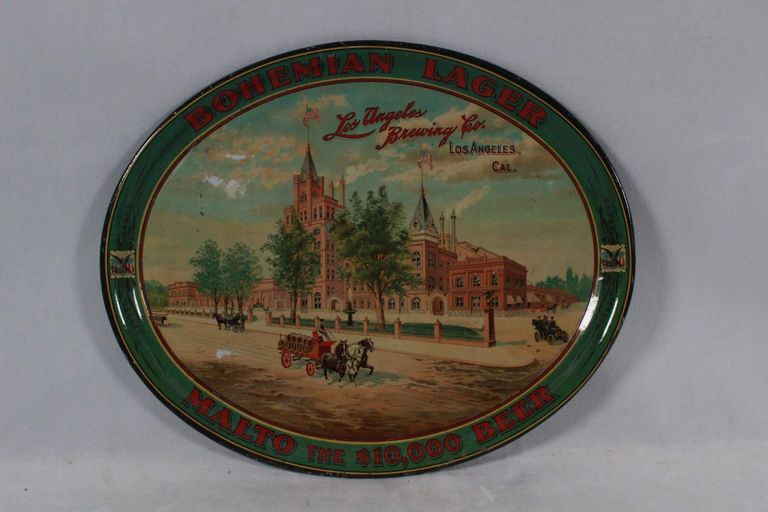 BOHEMIAN LAGER
Los Angeles
Brewing Co.
LOS ANGELES,
CAL.
MALTO THE $10,000 BEER